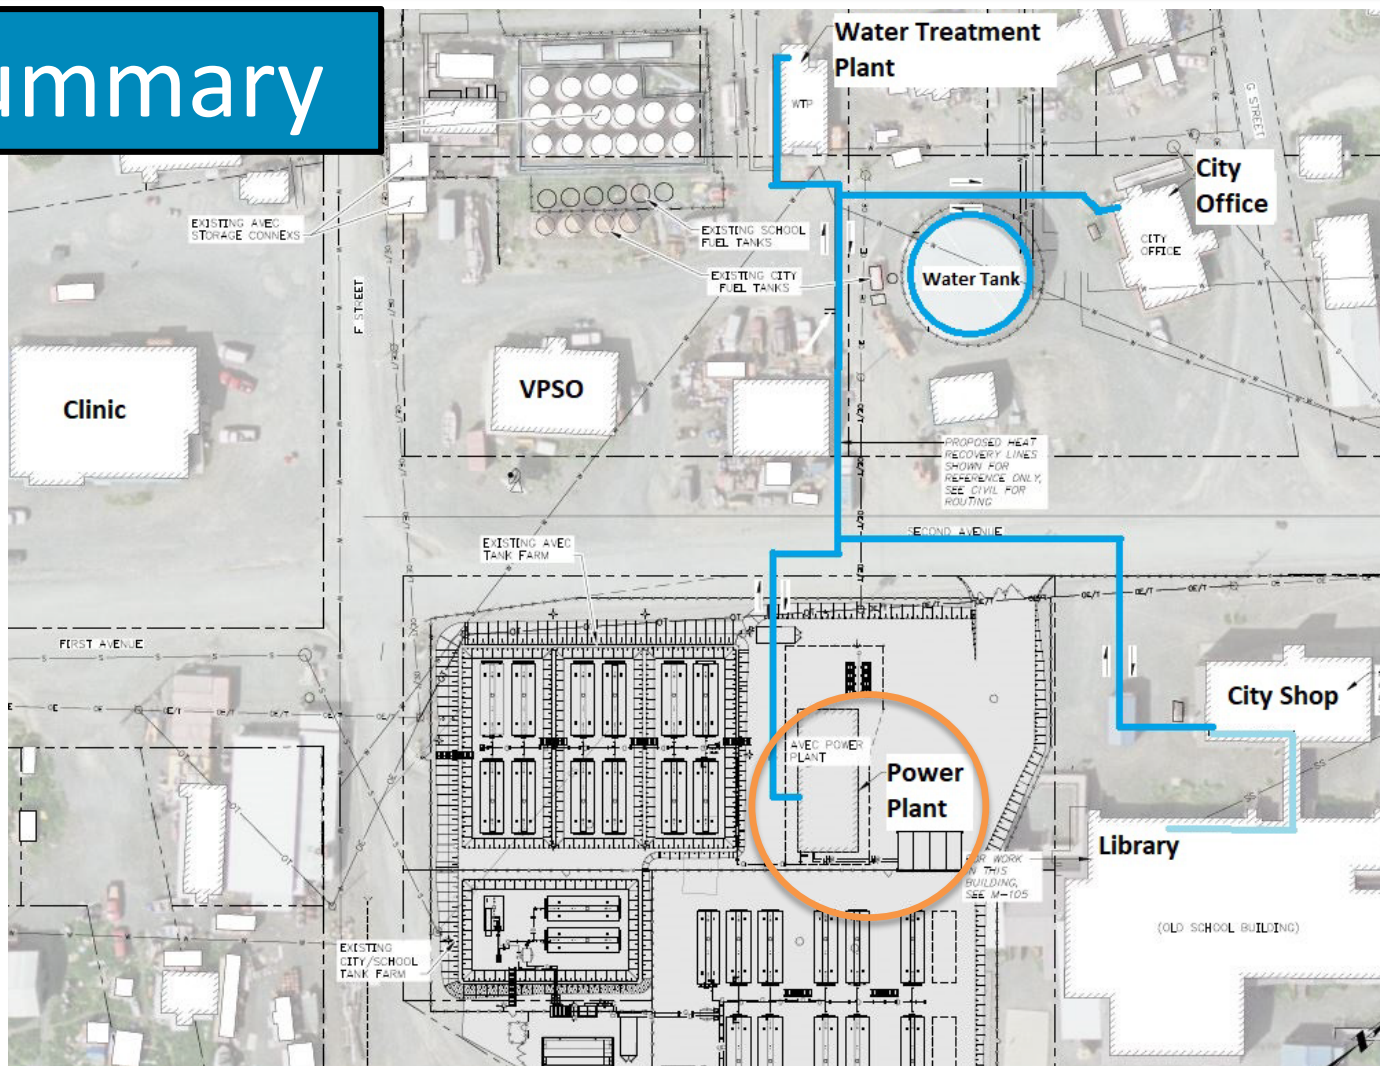 ummary
Water Treatment
Plant
WTP
G STREET
City
Office
CITY
OFFICE
EXISTING AVEC
STORAGE CONNEXS
EXISTING SCHOOL
FUEL TANKS
EXISTING CITY
FUEL TANKS
Water Tank
F STREET
Clinic
VPSO
PROPOSED HEAT
RECOVERY LINES
SHOWN FOR
REFERENCE ONLY,
SEE CIVIL FOR
ROUTING
SECOND AVENUE
EXISTING AVEC
TANK FARM
FIRST AVENUE
City Shop
AVEC POWER
PLANT
Power
Plant
Library
FOR WORK
IN THIS
BUILDING,
SEE M-105
(OLD SCHOOL BUILDING)
EXISTING
CITY/SCHOOL
TANK FARM